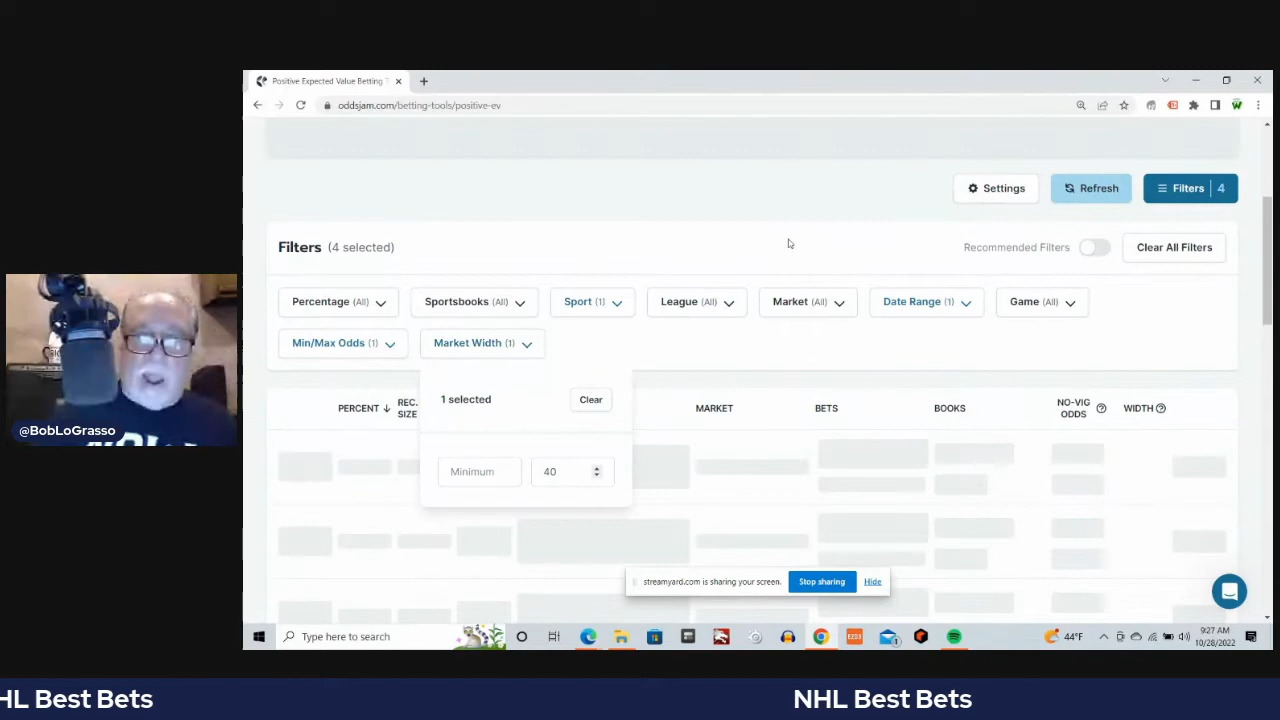 Positive Expected Value Betting T
oddsjam.com/betting-tools/positive-ev
Settings
Refresh
Filters 4
Filters (4 selected)
Recommended Filters
Clear All Filters
Percentage (All)
Sportsbooks (All)
Sport (1)
League (All)
Market (All)
Date Range (1)
Game (All)
Min/Max Odds (1)
Market Width (1)
1 selected
Clear
Minimum
40
PERCENT
REC.
SIZE
MARKET
BETS
BOOKS
NO-VIG
ODDS
WIDTH
streamyard.com is sharing your screen.
Stop sharing
Hide
@BobLoGrasso
Type here to search
EZD3
1
44°F
9:27 AM
10/28/2022
HL Best Bets
NHL Best Bets